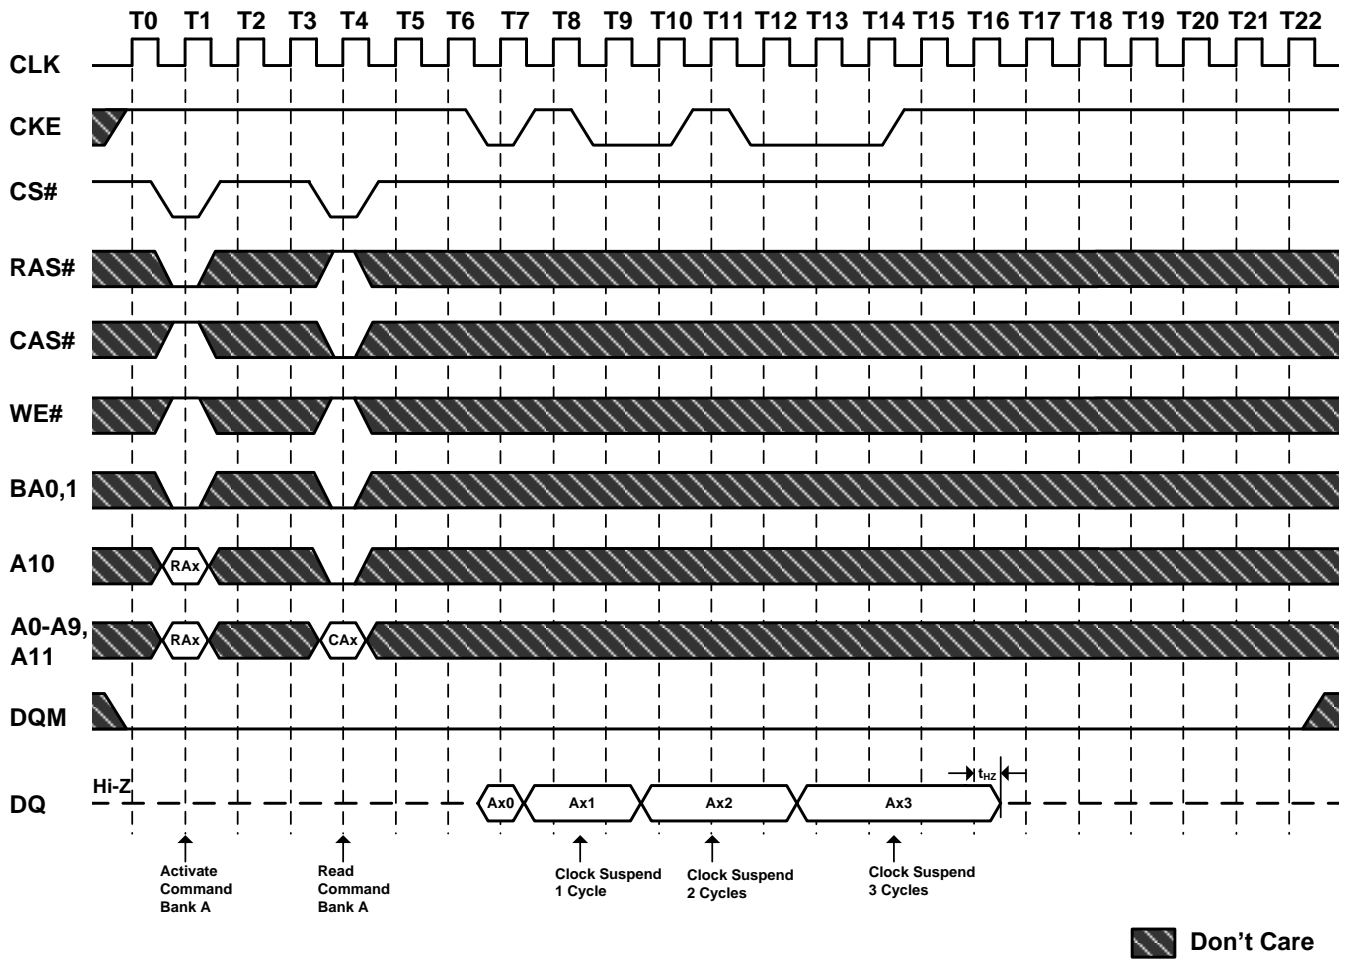 T0 T1 T2 T3 T4 T5 T6 T7 T8 T9 T10 T11 T12 T13 T14 T15 T16 T17 T18 T19 T20 T21 T22
CLK
CKE
CS#
RAS#
CAS#
WE#
BA0,1
A10
RAx
A0-A9,
A11
RAx
CAx
DQM
Hi-Z
tHZ
DQ
Ax0
Ax1
Ax2
Ax3
Activate
Command
Bank A
Read
Command
Bank A
Clock Suspend
1 Cycle
Clock Suspend
2 Cycles
Clock Suspend
3 Cycles
Don't Care